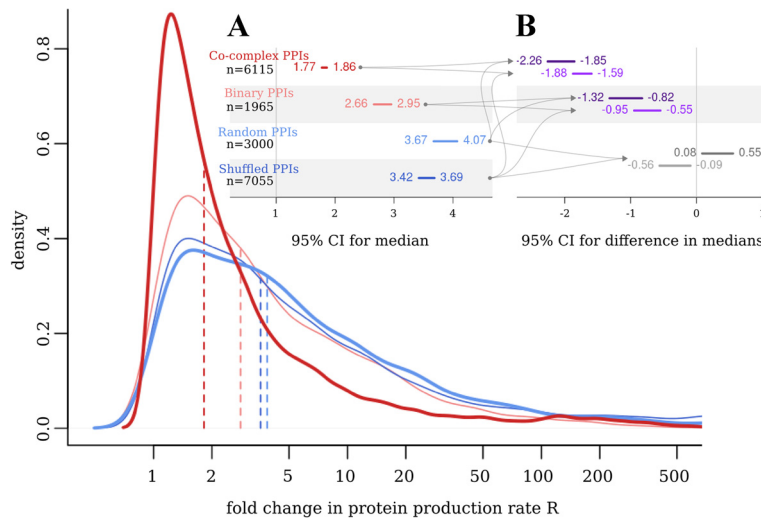 A
B
Co-complex PPIs
n=6115
1.77 1.86
-2.26 -1.85
-1.88 -1.59
Binary PPIs
n=1965
2.66 2.95
-1.32 -0.82
-0.95 -0.55
Random PPIs
n=3000
3.67 4.07
0.08 0.55
-0.56 -0.09
Shuffled PPIs
n=7055
3.42 3.69
1 2 3 4
-2 -1 0 1
95% CI for median
95% CI for difference in medians
density
0.0
0.2
0.4
0.6
0.8
1 2 5 10 20 50 100 200 500
fold change in protein production rate R